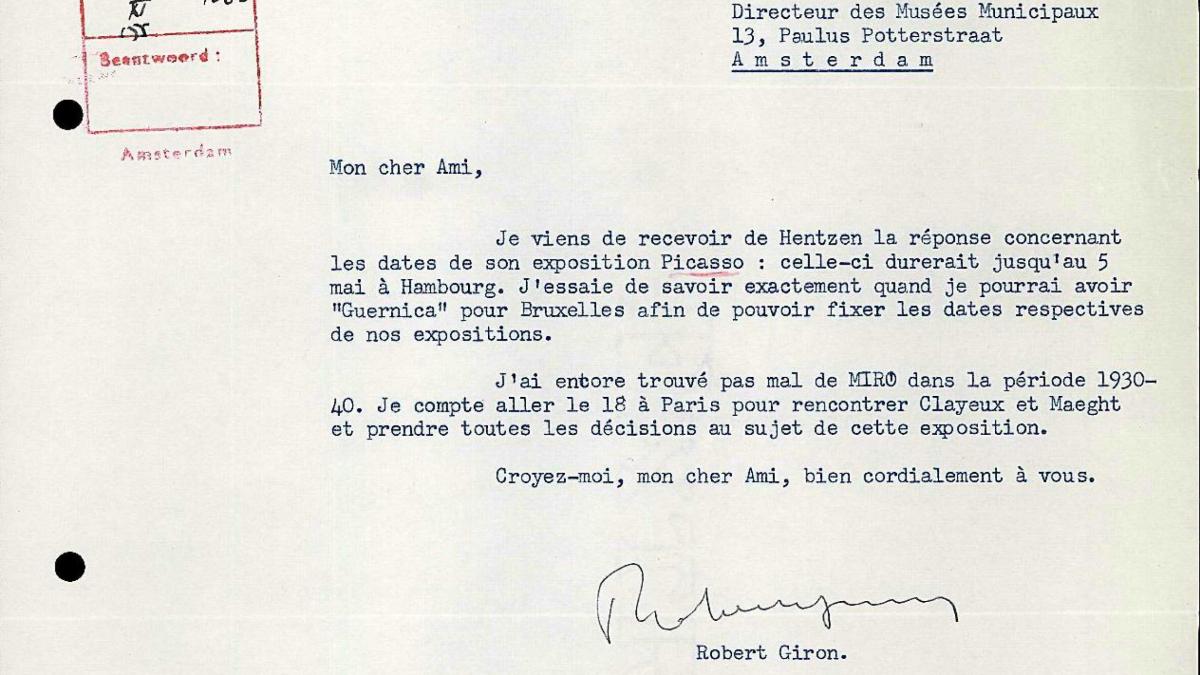 XI
55
Beantwoord :
Amsterdam
Directeur des Musées Municipaux
13, Paulus Potterstraat
Amsterdam
Mon cher Ami,
Je viens de recevoir de Hentzen la réponse concernant
les dates de son exposition Picasso : celle-ci durerait jusqu'au 5
mai à Hambourg. J'essaie de savoir exactement quand je pourrai avoir
"Guernica" pour Bruxelles afin de pouvoir fixer les dates respectives
de nos expositions.
J'ai entore trouvé pas mal de MIRO dans la période 1930-
40. Je compte aller le 18 à Paris pour rencontrer Clayeux et Maeght
et prendre toutes les décisions au sujet de cette exposition.
Croyez-moi, mon cher Ami, bien cordialement à vous.
Robert Giron.